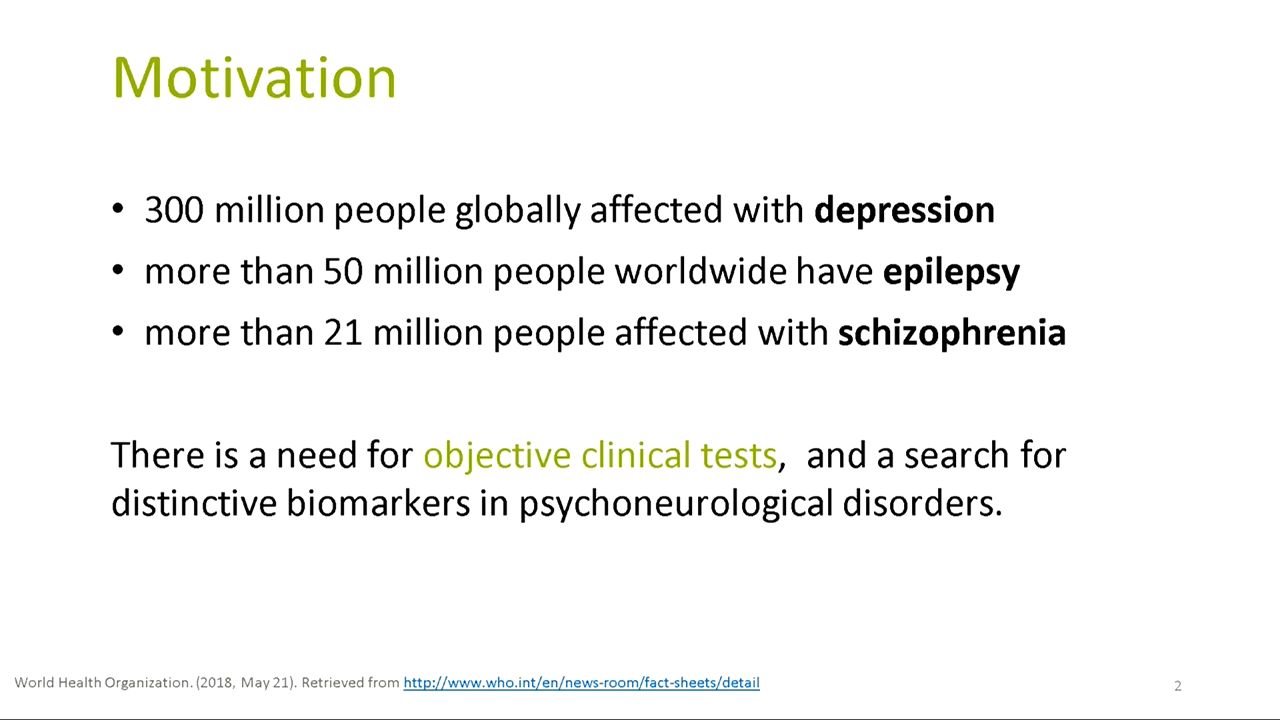 Motivation
• 300 million people globally affected with depression
• more than 50 million people worldwide have epilepsy
• more than 21 million people affected with schizophrenia
There is a need for objective clinical tests,  and a search for
distinctive biomarkers in psychoneurological disorders.
World Health Organization. (2018, May 21). Retrieved from http://www.who.int/en/news-room/fact-sheets/detail
2